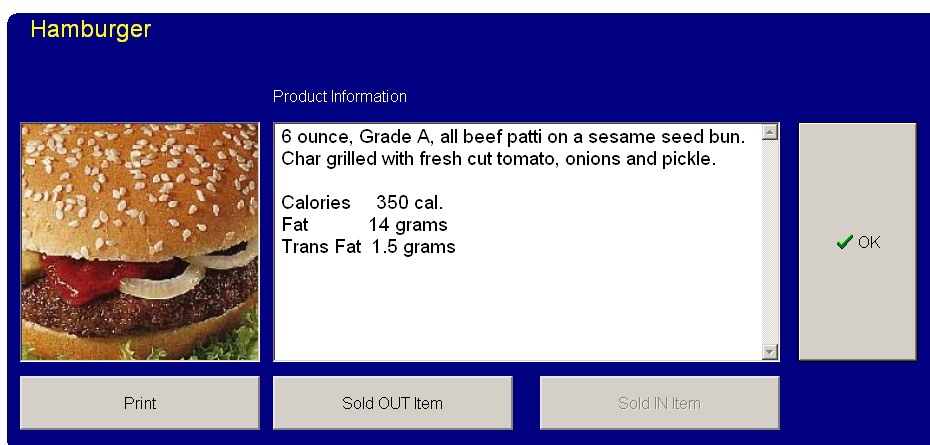 Hamburger
Product Information
6 ounce, Grade A, all beef patti on a sesame seed bun.
Char grilled with fresh cut tomato, onions and pickle.
Calories 350 cal.
Fat 14 grams
Trans Fat 1.5 grams
OK
Print
Sold OUT Item
Sold IN Item